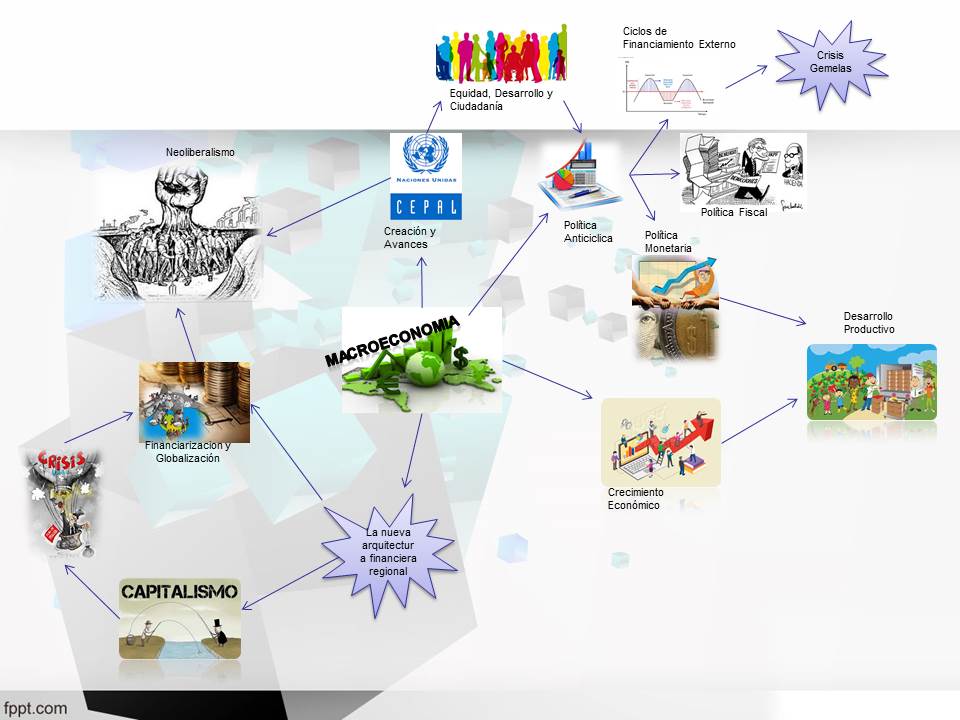 Ciclos de
Financiamiento Externo
Crisis
Gemelas
Equidad, Desarrollo y
Ciudadanía
Neoliberalismo
NACIONES UNIDAS
CEPAL
Creación y
Avances
Política
Anticiclica
HACIENDA
Política Fiscal
Política
Monetaria
MACROECONOMIA
Desarrollo
Productivo
Financiarización y
Globalización
CRISIS
Crecimiento
Económico
La nueva
arquitectur
a financiera
regional
CAPITALISMO
fppt.com